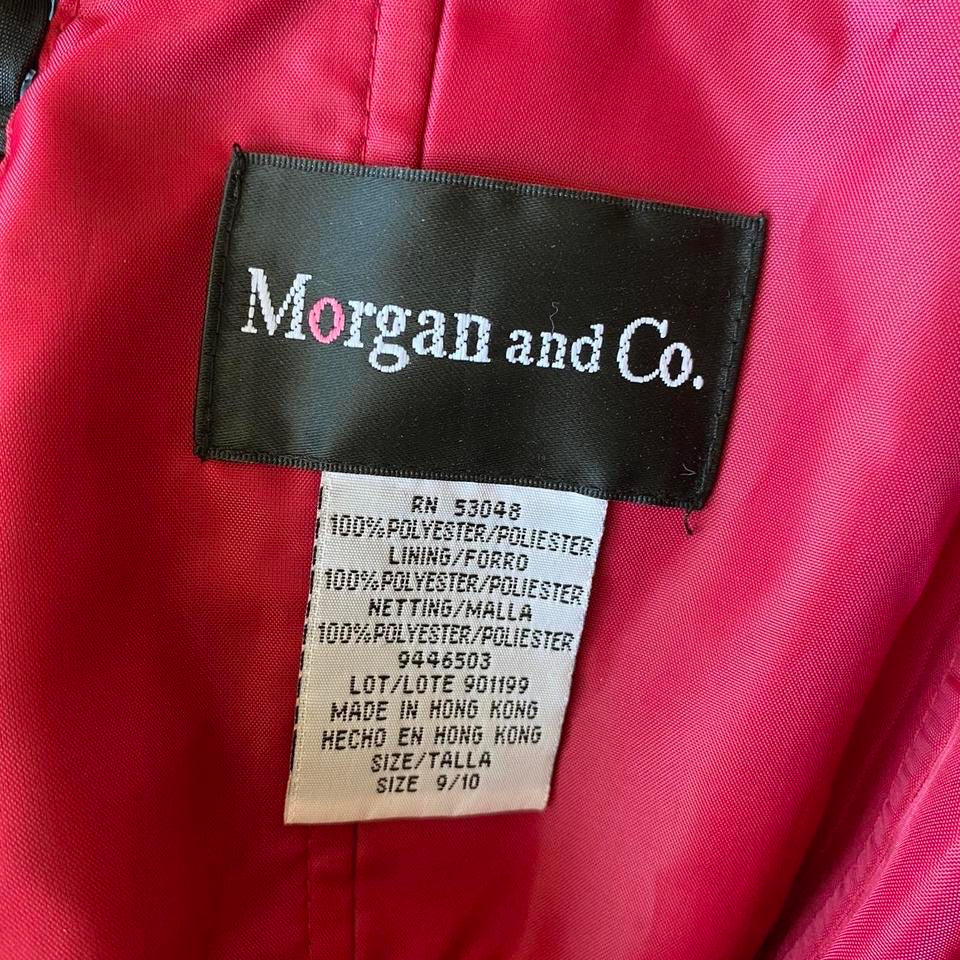 Morgan and Co.
RN 53048
100%POLYESTER/POLIESTER
LINING/FORRO
100%POLYESTER/POLIESTER
NETTING/MALLA
100%POLYESTER/POLIESTER
9446503
LOT/LOTE 901199
MADE IN HONG KONG
HECHO EN HONG KONG
SIZE/TALLA
SIZE 9/10